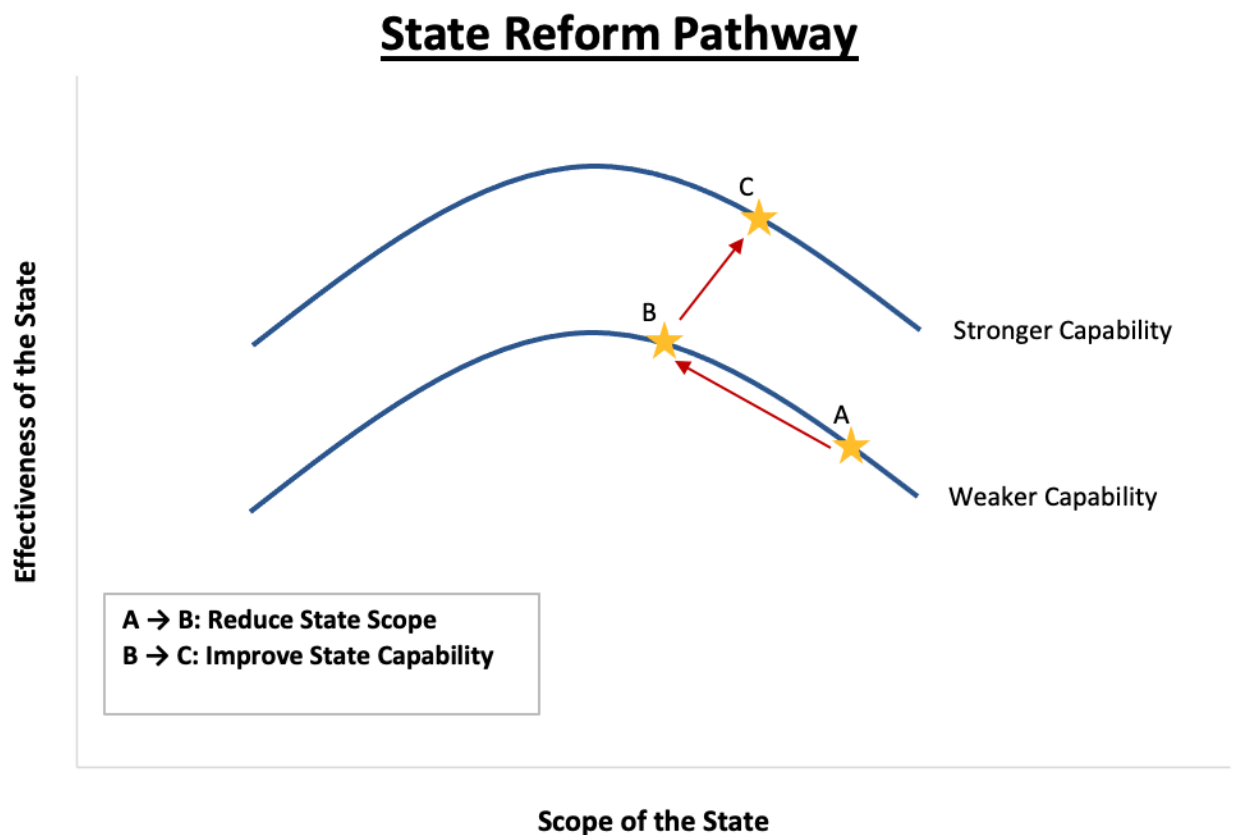 State Reform Pathway
Effectiveness of the State
C
B
Stronger Capability
A
Weaker Capability
A → B: Reduce State Scope
B → C: Improve State Capability
Scope of the State